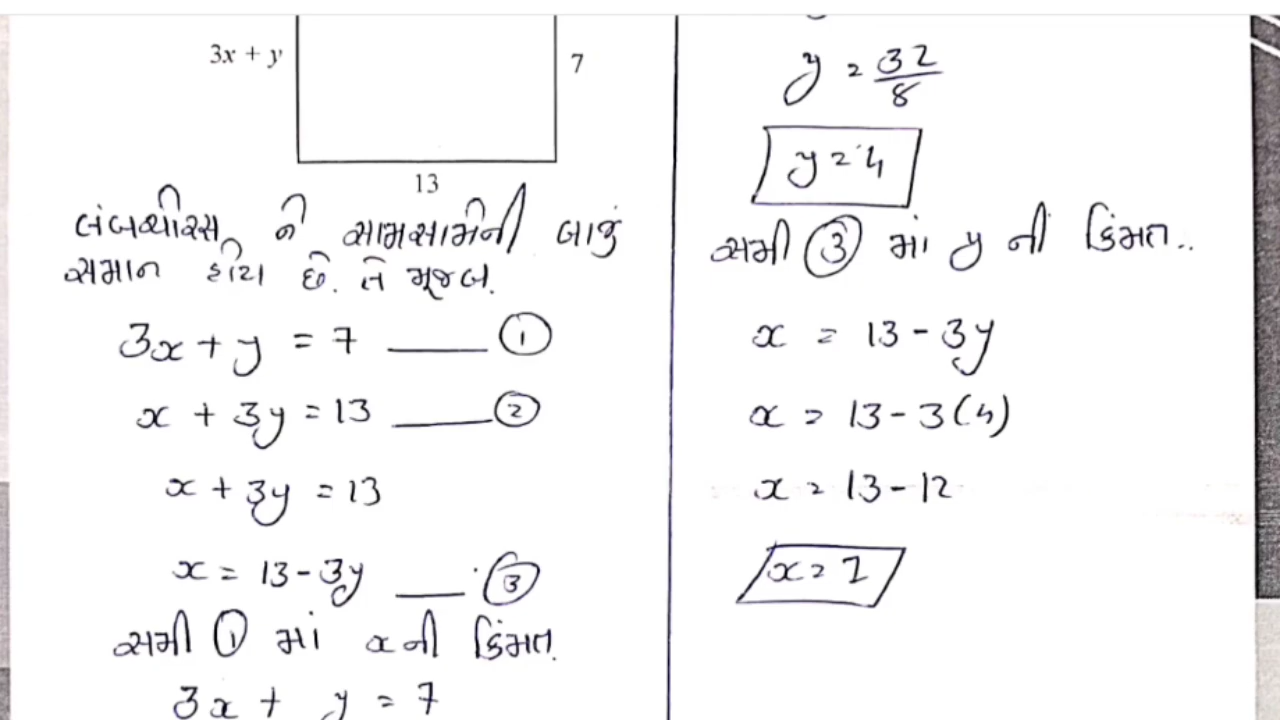 3x + y
7
13
લંબચોરસ ની સામસામેની બાજુ
સમાન હોય છે. તે મુજબ.
3x + y = 7 ——— ①
x + 3y = 13 ——— ②
x + 3y = 13
x = 13 - 3y ——— ③
સમી ① માં x ની કિંમત.
3x + y = 7
y = 32/8
y = 4
સમી ③ માં y ની કિંમત..
x = 13 - 3y
x = 13 - 3(4)
x = 13 - 12
x = 1